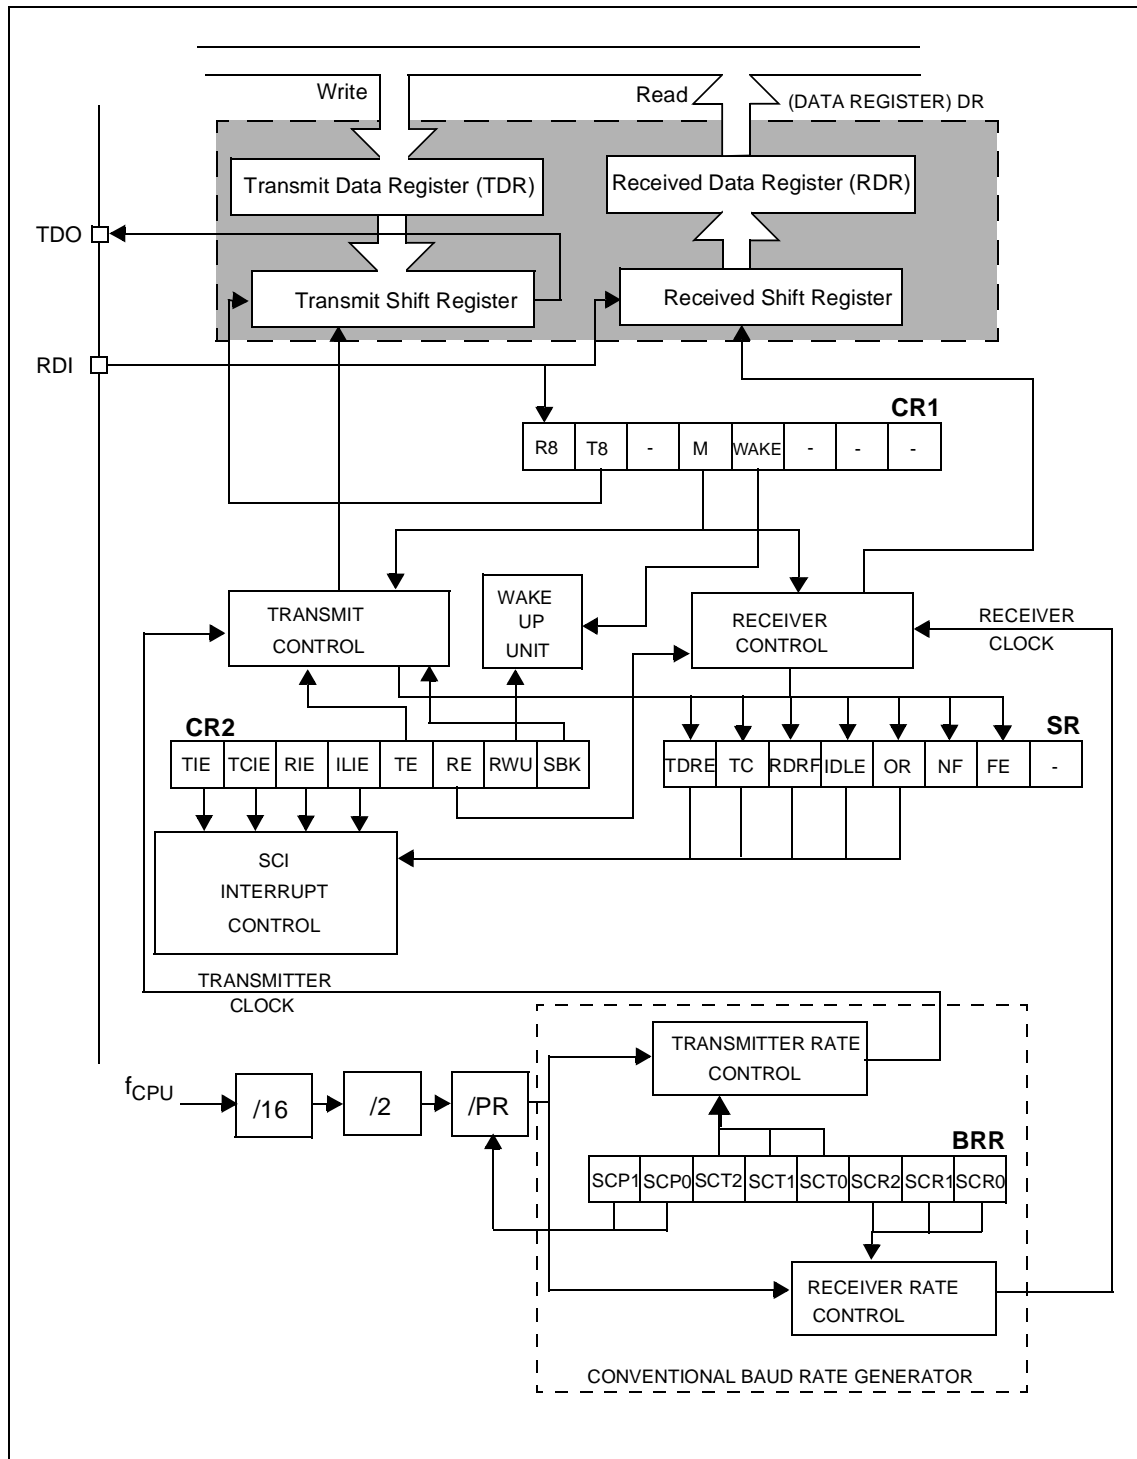 Write
Read
(DATA REGISTER) DR
Transmit Data Register (TDR)
Received Data Register (RDR)
TDO
Transmit Shift Register
Received Shift Register
RDI
CR1
R8 T8 - M WAKE - - -
TRANSMIT
CONTROL
WAKE
UP
UNIT
RECEIVER
CONTROL
RECEIVER
CLOCK
CR2
TIE TCIE RIE ILIE TE RE RWU SBK
SR
TDRE TC RDRF IDLE OR NF FE -
SCI
INTERRUPT
CONTROL
TRANSMITTER
CLOCK
TRANSMITTER RATE
CONTROL
fCPU
/16
/2
/PR
BRR
SCP1 SCP0 SCT2 SCT1 SCT0 SCR2 SCR1 SCR0
RECEIVER RATE
CONTROL
CONVENTIONAL BAUD RATE GENERATOR